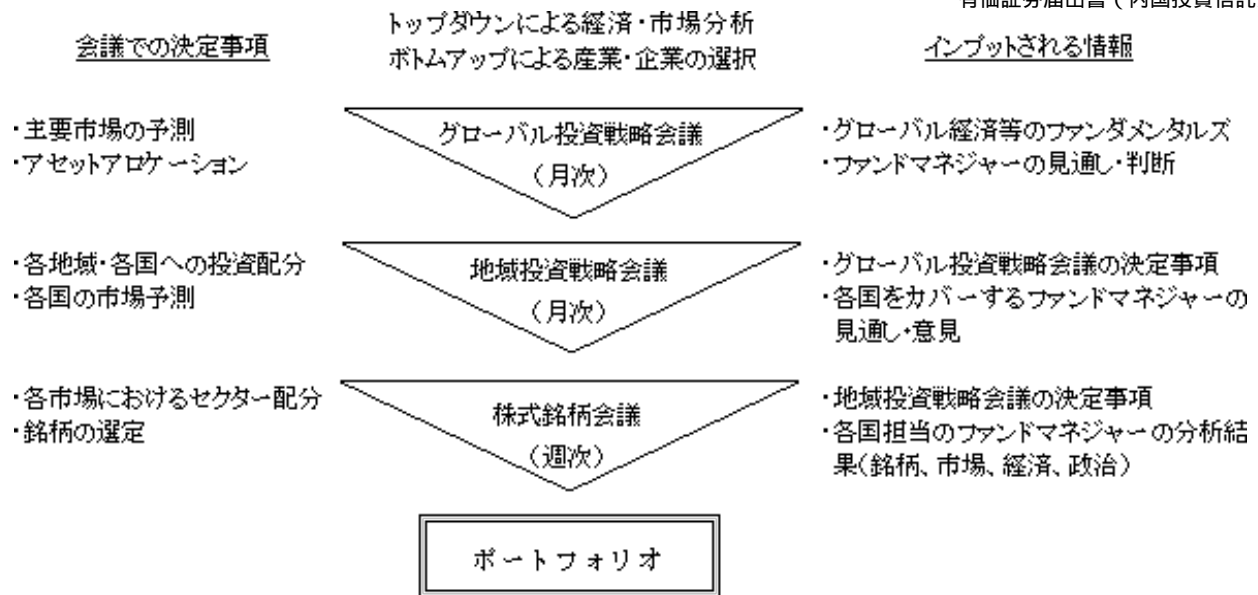 有価証券届出書（内国投資信託
トップダウンによる経済・市場分析
ボトムアップによる産業・企業の選択
会議での決定事項
インプットされる情報
・主要市場の予測
・アセットアロケーション
グローバル投資戦略会議
（月次）
・グローバル経済等のファンダメンタルズ
・ファンドマネジャーの見通し・判断
・各地域・各国への投資配分
・各国の市場予測
地域投資戦略会議
（月次）
・グローバル投資戦略会議の決定事項
・各国をカバーするファンドマネジャーの
見通し・意見
・各市場におけるセクター配分
・銘柄の選定
株式銘柄会議
（週次）
・地域投資戦略会議の決定事項
・各国担当のファンドマネジャーの分析結
果（銘柄、市場、経済、政治）
ポートフォリオ